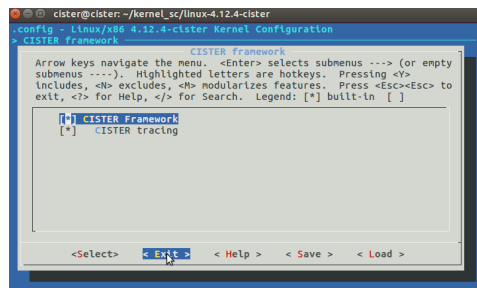 cister@cister: ~/kernel_sc/linux-4.12.4-cister
.config - Linux/x86 4.12.4-cister Kernel Configuration
> CISTER framework
CISTER framework
Arrow keys navigate the menu. <Enter> selects submenus ---> (or empty
submenus ----). Highlighted letters are hotkeys. Pressing <Y>
includes, <N> excludes, <M> modularizes features. Press <Esc><Esc> to
exit, <?> for Help, </> for Search. Legend: [*] built-in [ ]
[*] CISTER Framework
[*] CISTER tracing
<Select> < Exit > < Help > < Save > < Load >